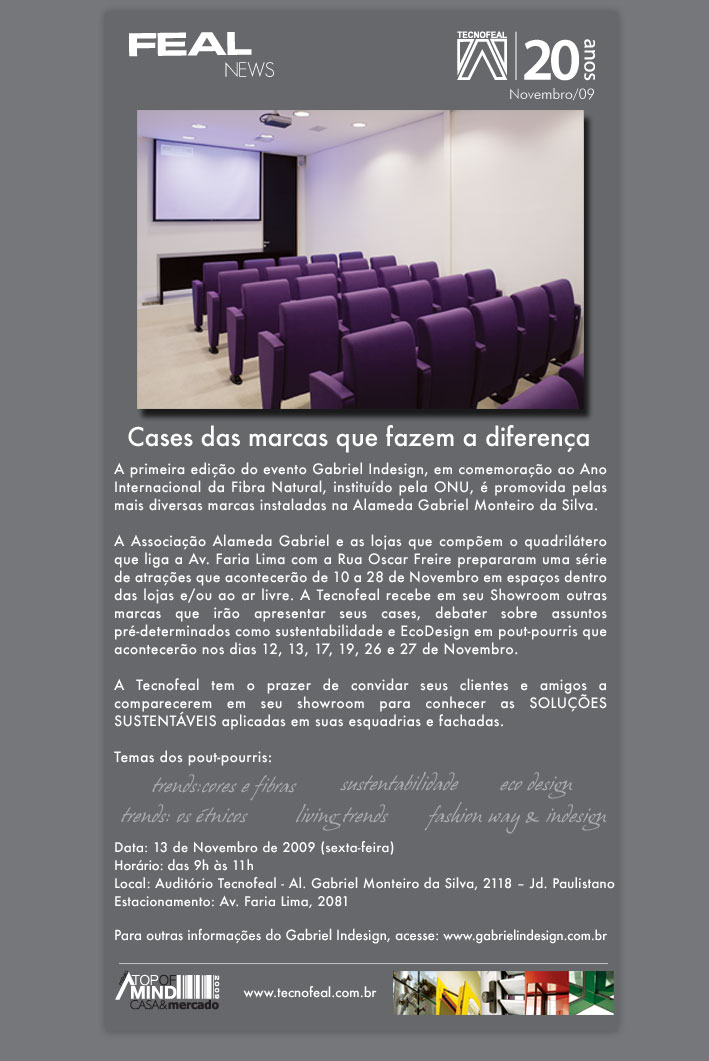 FEAL
NEWS
TECNOFEAL
20 anos
Novembro/09
Cases das marcas que fazem a diferença
A primeira edição do evento Gabriel Indesign, em comemoração ao Ano
Internacional da Fibra Natural, instituído pela ONU, é promovida pelas
mais diversas marcas instaladas na Alameda Gabriel Monteiro da Silva.
A Associação Alameda Gabriel e as lojas que compõem o quadrilátero
que liga a Av. Faria Lima com a Rua Oscar Freire prepararam uma série
de atrações que acontecerão de 10 a 28 de Novembro em espaços dentro
das lojas e/ou ao ar livre. A Tecnofeal recebe em seu Showroom outras
marcas que irão apresentar seus cases, debater sobre assuntos
pré-determinados como sustentabilidade e EcoDesign em pout-pourris que
acontecerão nos dias 12, 13, 17, 19, 26 e 27 de Novembro.
A Tecnofeal tem o prazer de convidar seus clientes e amigos a
comparecerem em seu showroom para conhecer as SOLUÇÕES
SUSTENTÁVEIS aplicadas em suas esquadrias e fachadas.
Temas dos pout-pourris:
trends:cores e fibras sustentabilidade eco design
trends: os étnicos living trends fashion way & indesign
Data: 13 de Novembro de 2009 (sexta-feira)
Horário: das 9h às 11h
Local: Auditório Tecnofeal - Al. Gabriel Monteiro da Silva, 2118 – Jd. Paulistano
Estacionamento: Av. Faria Lima, 2081
Para outras informações do Gabriel Indesign, acesse: www.gabrielindesign.com.br
TOP OF
MIND 2009
CASA&mercado
www.tecnofeal.com.br